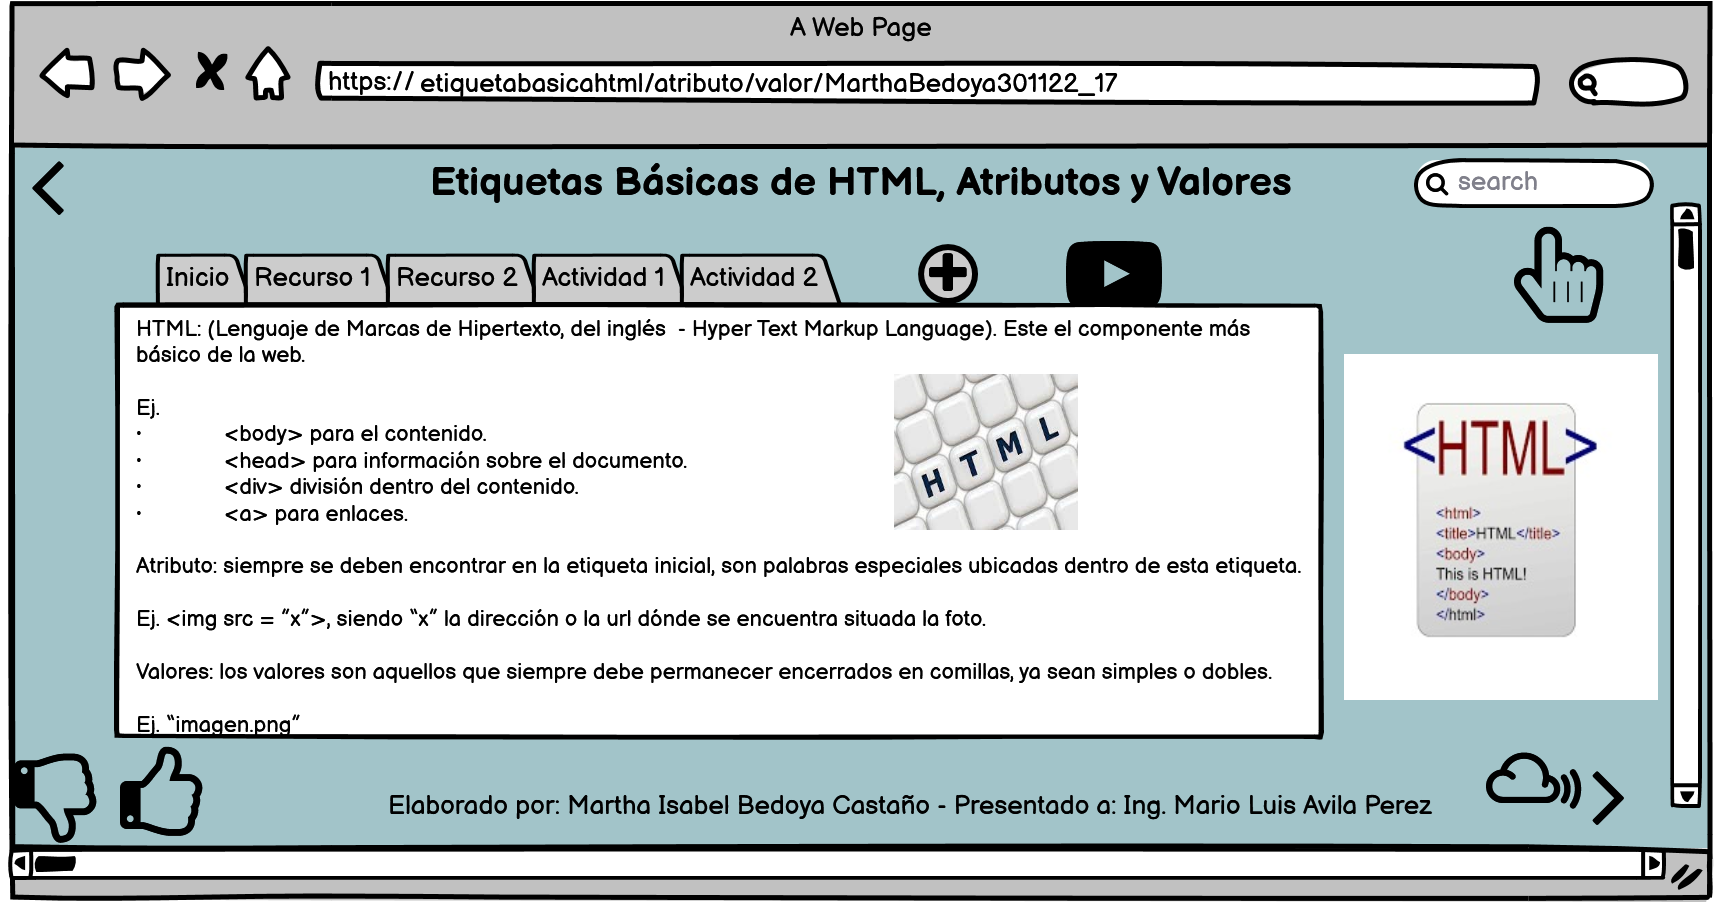 A Web Page
https:// etiquetabasicahtml/atributo/valor/MarthaBedoya301122_17
Etiquetas Básicas de HTML, Atributos y Valores
search
Inicio
Recurso 1
Recurso 2
Actividad 1
Actividad 2
HTML: (Lenguaje de Marcas de Hipertexto, del inglés - Hyper Text Markup Language). Este el componente más
básico de la web.
Ej.
· <body> para el contenido.
· <head> para información sobre el documento.
· <div> división dentro del contenido.
· <a> para enlaces.
Atributo: siempre se deben encontrar en la etiqueta inicial, son palabras especiales ubicadas dentro de esta etiqueta.
Ej. <img src = "x">, siendo "x" la dirección o la url dónde se encuentra situada la foto.
Valores: los valores son aquellos que siempre debe permanecer encerrados en comillas, ya sean simples o dobles.
Ej. "imagen.png"
HTML
<HTML>
<html>
<title>HTML</title>
<body>
This is HTML!
</body>
</html>
Elaborado por: Martha Isabel Bedoya Castaño - Presentado a: Ing. Mario Luis Avila Perez